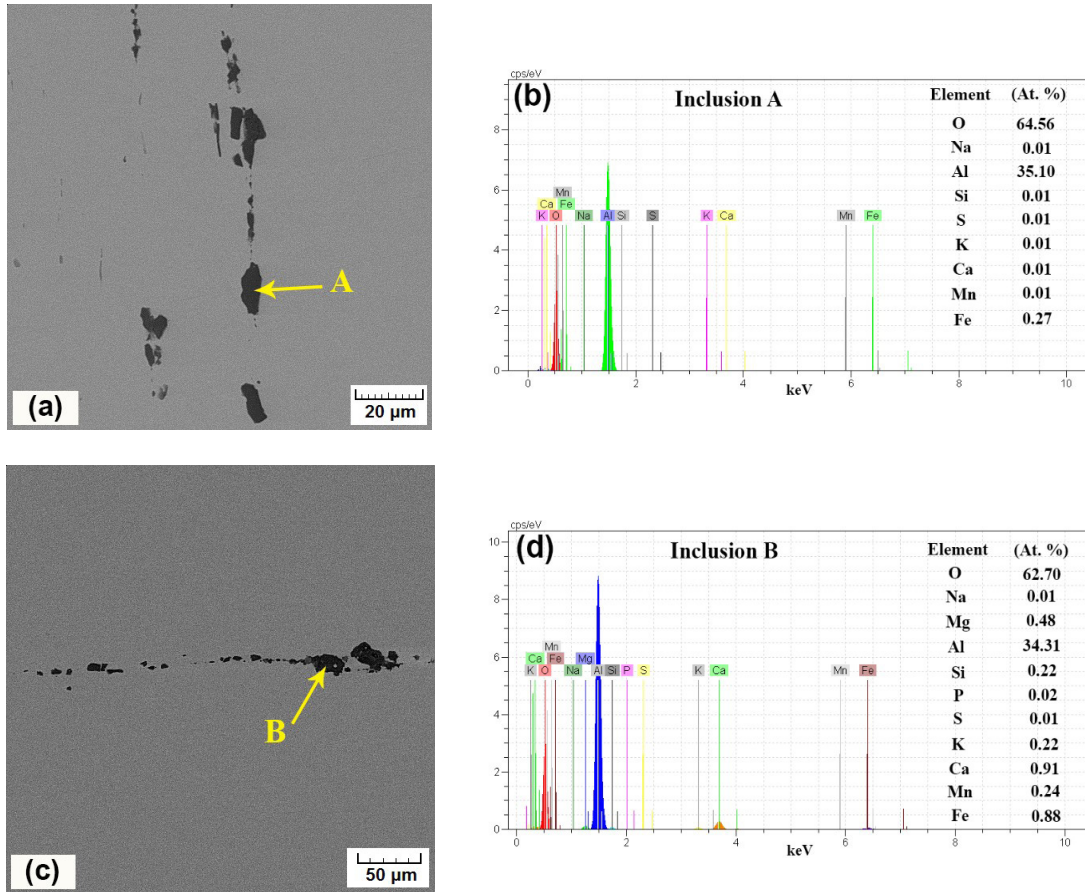 A
(a)
20 µm
cps/eV
(b)
Inclusion A
Element (At. %)
O 64.56
Na 0.01
Al 35.10
Si 0.01
S 0.01
K 0.01
Ca 0.01
Mn 0.01
Fe 0.27
8
6
4
2
0
Mn
Ca Fe
K O Na Al Si S K Ca Mn Fe
0 2 4 6 8 10
keV
B
(c)
50 µm
cps/eV
(d)
Inclusion B
Element (At. %)
O 62.70
Na 0.01
Mg 0.48
Al 34.31
Si 0.22
P 0.02
S 0.01
K 0.22
Ca 0.91
Mn 0.24
Fe 0.88
10
8
6
4
2
0
Mn
Ca Fe Mg
K O Na Al Si P S K Ca Mn Fe
0 2 4 6 8 10
keV